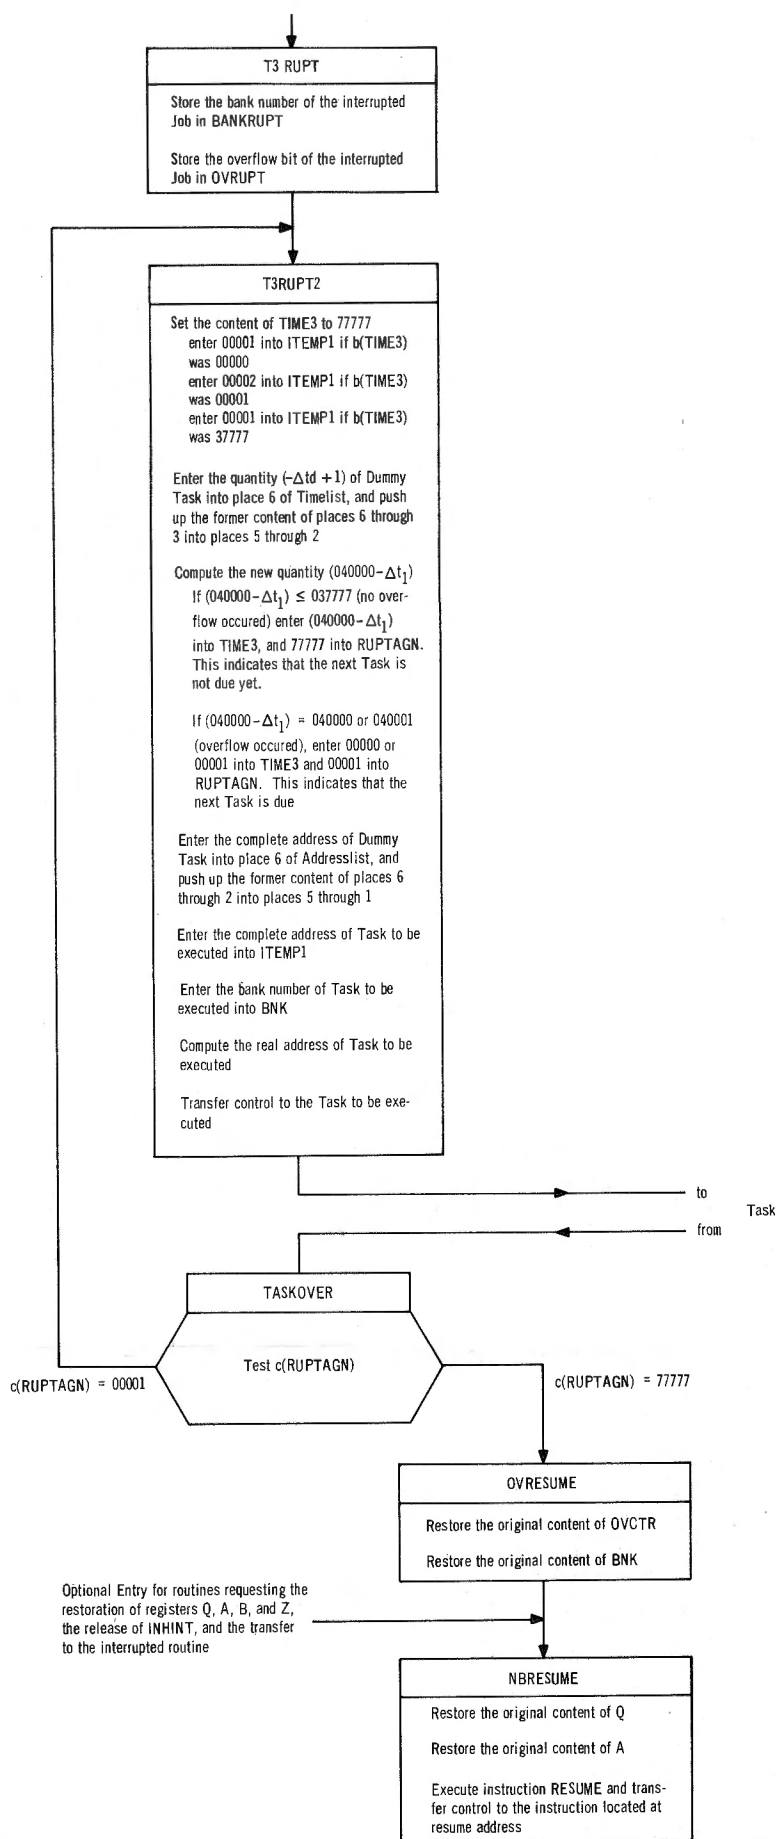 T3 RUPT
Store the bank number of the interrupted
Job in BANKRUPT
Store the overflow bit of the interrupted
Job in OVRUPT
T3RUPT2
Set the content of TIME3 to 77777
enter 00001 into ITEMP1 if b(TIME3)
was 00000
enter 00002 into ITEMP1 if b(TIME3)
was 00001
enter 00001 into ITEMP1 if b(TIME3)
was 37777
Enter the quantity (-Δtd + 1) of Dummy
Task into place 6 of Timelist, and push
up the former content of places 6 through
3 into places 5 through 2
Compute the new quantity (040000-Δt₁)
If (040000-Δt₁) ≤ 037777 (no over-
flow occured) enter (040000-Δt₁)
into TIME3, and 77777 into RUPTAGN.
This indicates that the next Task is
not due yet.
If (040000-Δt₁) = 040000 or 040001
(overflow occured), enter 00000 or
00001 into TIME3 and 00001 into
RUPTAGN. This indicates that the
next Task is due
Enter the complete address of Dummy
Task into place 6 of Addresslist, and
push up the former content of places 6
through 2 into places 5 through 1
Enter the complete address of Task to be
executed into ITEMP1
Enter the bank number of Task to be
executed into BNK
Compute the real address of Task to be
executed
Transfer control to the Task to be exe-
cuted
to
Task
from
TASKOVER
Test c(RUPTAGN)
c(RUPTAGN) = 00001
c(RUPTAGN) = 77777
OVRESUME
Restore the original content of OVCTR
Restore the original content of BNK
Optional Entry for routines requesting the
restoration of registers Q, A, B, and Z,
the release of INHINT, and the transfer
to the interrupted routine
NBRESUME
Restore the original content of Q
Restore the original content of A
Execute instruction RESUME and trans-
fer control to the instruction located at
resume address